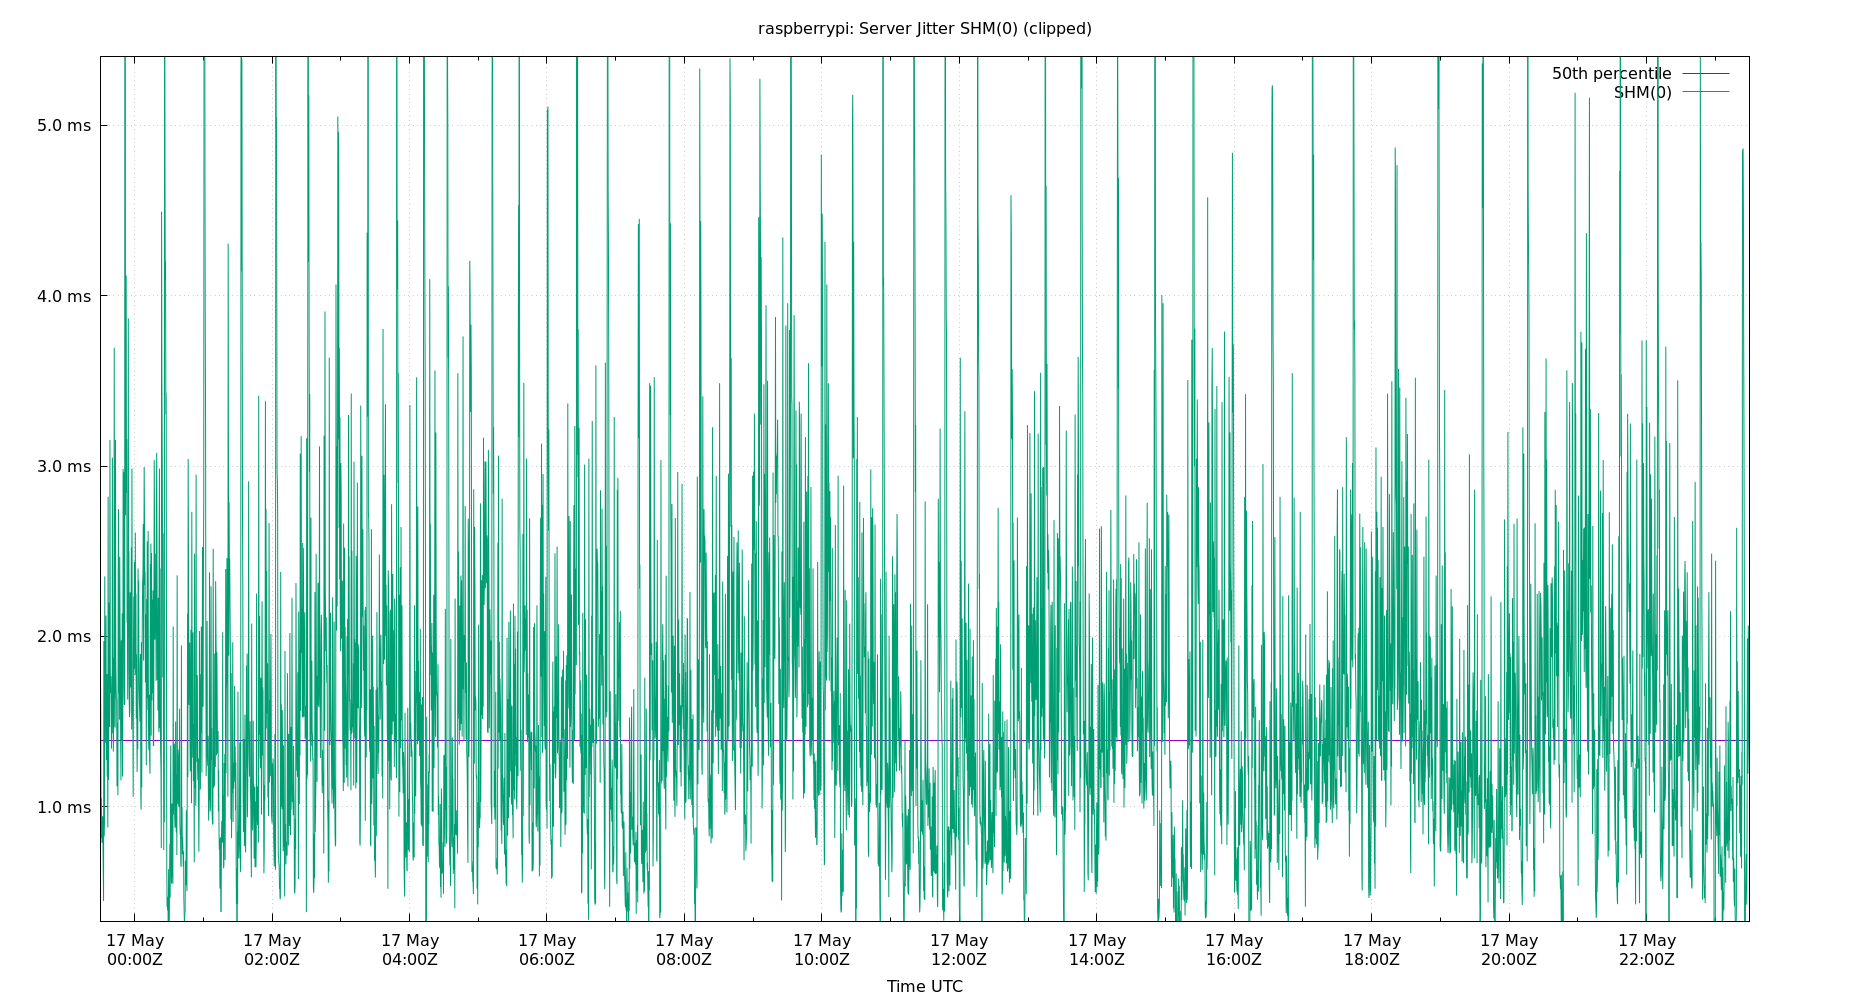 raspberrypi: Server Jitter SHM(0) (clipped)
50th percentile
SHM(0)
5.0 ms
4.0 ms
3.0 ms
2.0 ms
1.0 ms
17 May 17 May 17 May 17 May 17 May 17 May 17 May 17 May 17 May 17 May 17 May 17 May
00:00Z 02:00Z 04:00Z 06:00Z 08:00Z 10:00Z 12:00Z 14:00Z 16:00Z 18:00Z 20:00Z 22:00Z
Time UTC